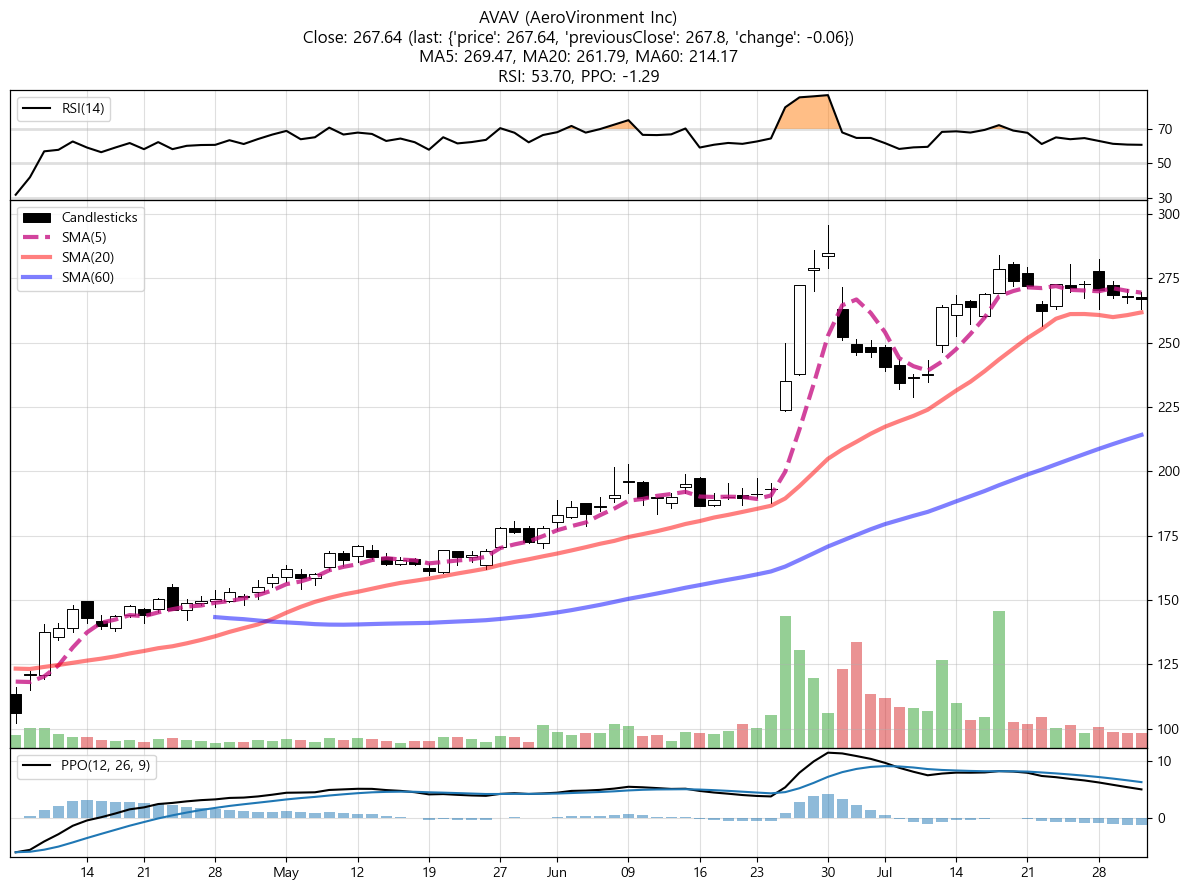 AVAV (AeroVironment Inc)
Close: 267.64 (last: {'price': 267.64, 'previousClose': 267.8, 'change': -0.06})
MA5: 269.47, MA20: 261.79, MA60: 214.17
RSI: 53.70, PPO: -1.29
RSI(14)
70
50
30
Candlesticks
SMA(5)
SMA(20)
SMA(60)
300
275
250
225
200
175
150
125
100
PPO(12, 26, 9)
10
0
14 21 28 May 12 19 27 Jun 09 16 23 30 Jul 14 21 28